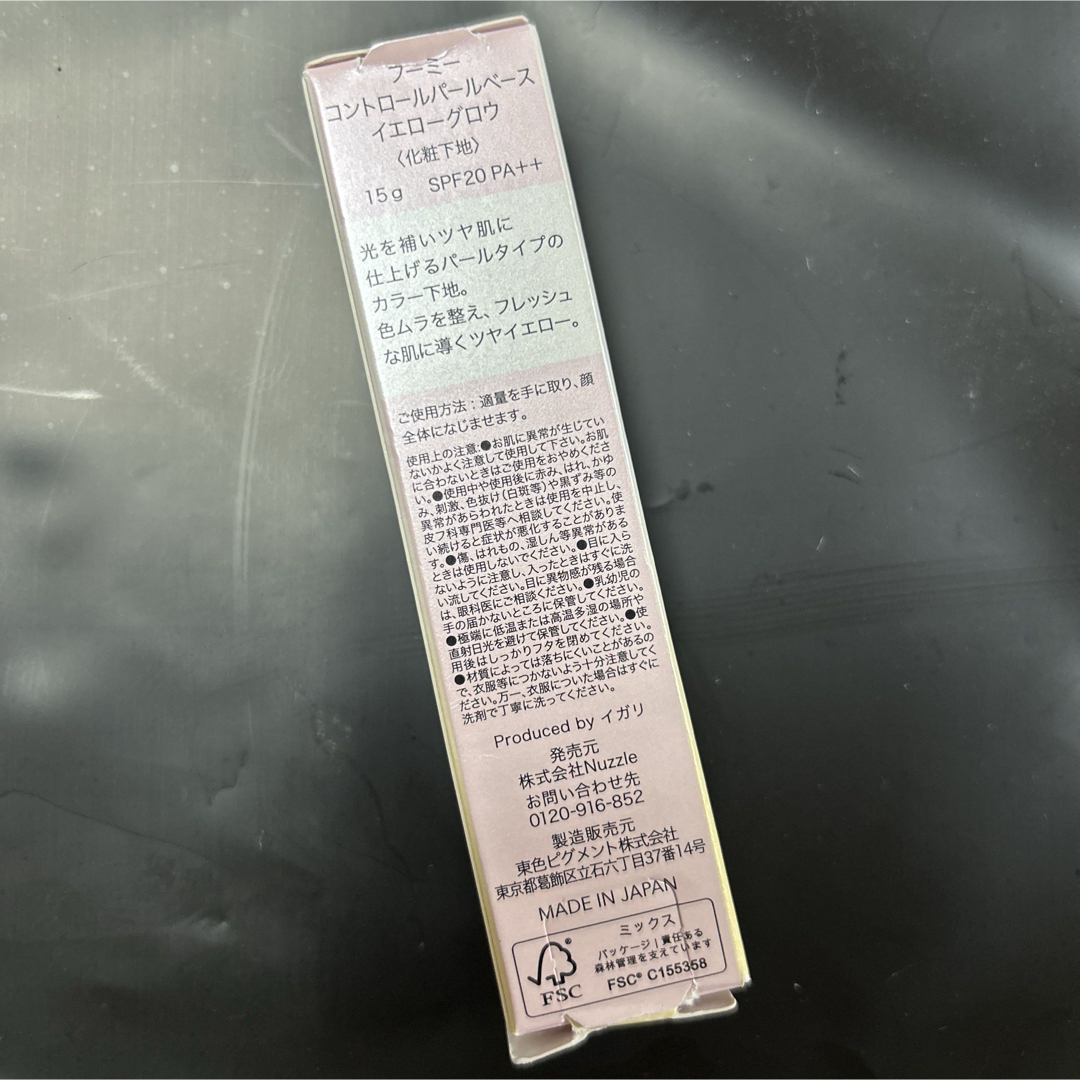 フーミー
コントロールパールベース
イエローグロウ
〈化粧下地〉
15g SPF20 PA++
光を補いツヤ肌に
仕上げるパールタイプの
カラー下地。
色ムラを整え、フレッシュ
な肌に導くツヤイエロー。
ご使用方法：適量を手に取り、顔
全体になじませます。
使用上の注意:●お肌に異常が生じてい
ないかよく注意して使用して下さい。お肌
に合わないときはご使用をおやめくださ
い。●使用中や使用後に赤み、はれ、かゆ
み、刺激、色抜け(白斑等)や黒ずみ等の
異常があらわれたときは使用を中止し、
皮フ科専門医等へ相談してください。使
い続けると症状が悪化することがありま
す。●傷、はれもの、湿しん等異常がある
ときは使用しないでください。●目に入ら
ないように注意し、入ったときはすぐに洗
い流してください。目に異物感が残る場合
は、眼科医にご相談ください。●乳幼児の
手の届かないところに保管してください。
●極端に低温または高温多湿の場所や
直射日光を避けて保管してください。●使
用後はしっかりフタを閉めてください。
●材質によっては落ちにくいことがあるの
で、衣服等につかないよう十分注意してく
ださい。万一、衣服についた場合はすぐに
洗剤で丁寧に洗ってください。
Produced by イガリ
発売元
株式会社Nuzzle
お問い合わせ先
0120-916-852
製造販売元
東色ピグメント株式会社
東京都葛飾区立石六丁目37番14号
MADE IN JAPAN
FSC
ミックス
パッケージ | 責任ある
森林管理を支えています
FSC® C155358